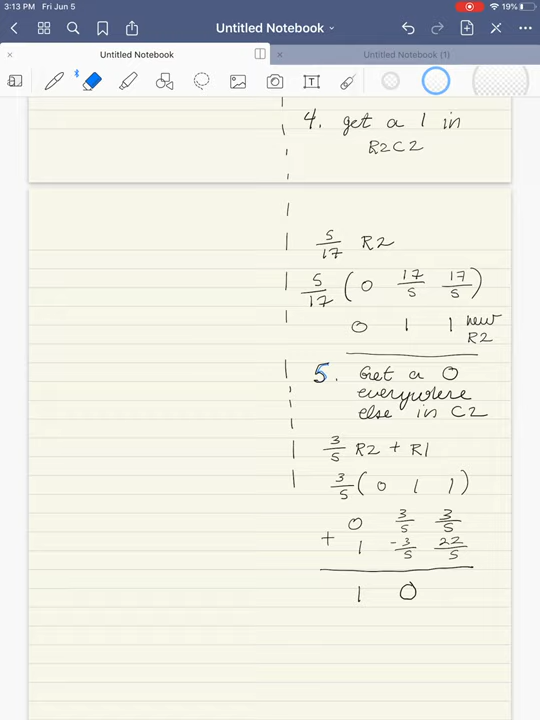 3:13 PM Fri Jun 5
19%
Untitled Notebook
Untitled Notebook
Untitled Notebook (1)
4. get a 1 in
R2C2
5/17 R2
5/17 (0 17/5 17/5)
0 1 1 new
R2
5. Get a 0
everywhere
else in C2
3/5 R2 + R1
3/5 (0 1 1)
0 3/5 3/5
+ 1 -3/5 22/5
1 0